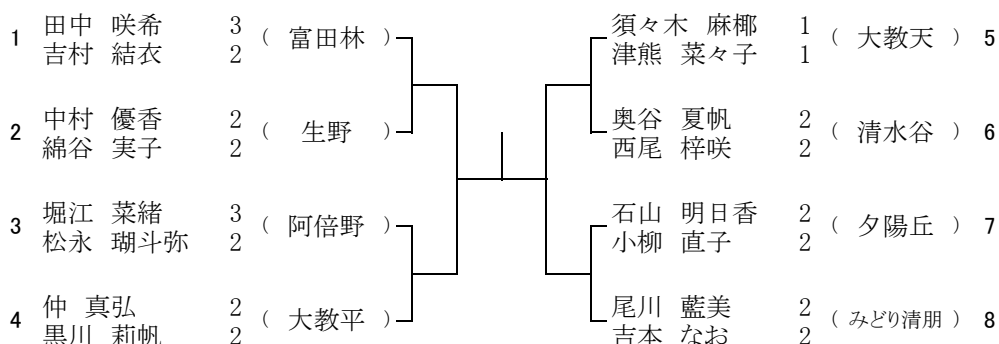 1 田中 咲希 3 ( 富田林 )
吉村 結衣 2
2 中村 優香 2 ( 生野 )
綿谷 実子 2
3 堀江 菜緒 3 ( 阿倍野 )
松永 瑚斗弥 2
4 仲 真弘 2 ( 大教平 )
黒川 莉帆 2
須々木 麻椰 1 ( 大教天 ) 5
津熊 菜々子 1
奥谷 夏帆 2 ( 清水谷 ) 6
西尾 梓咲 2
石山 明日香 2 ( 夕陽丘 ) 7
小柳 直子 2
尾川 藍美 2 ( みどり清朋 ) 8
吉本 なお 2